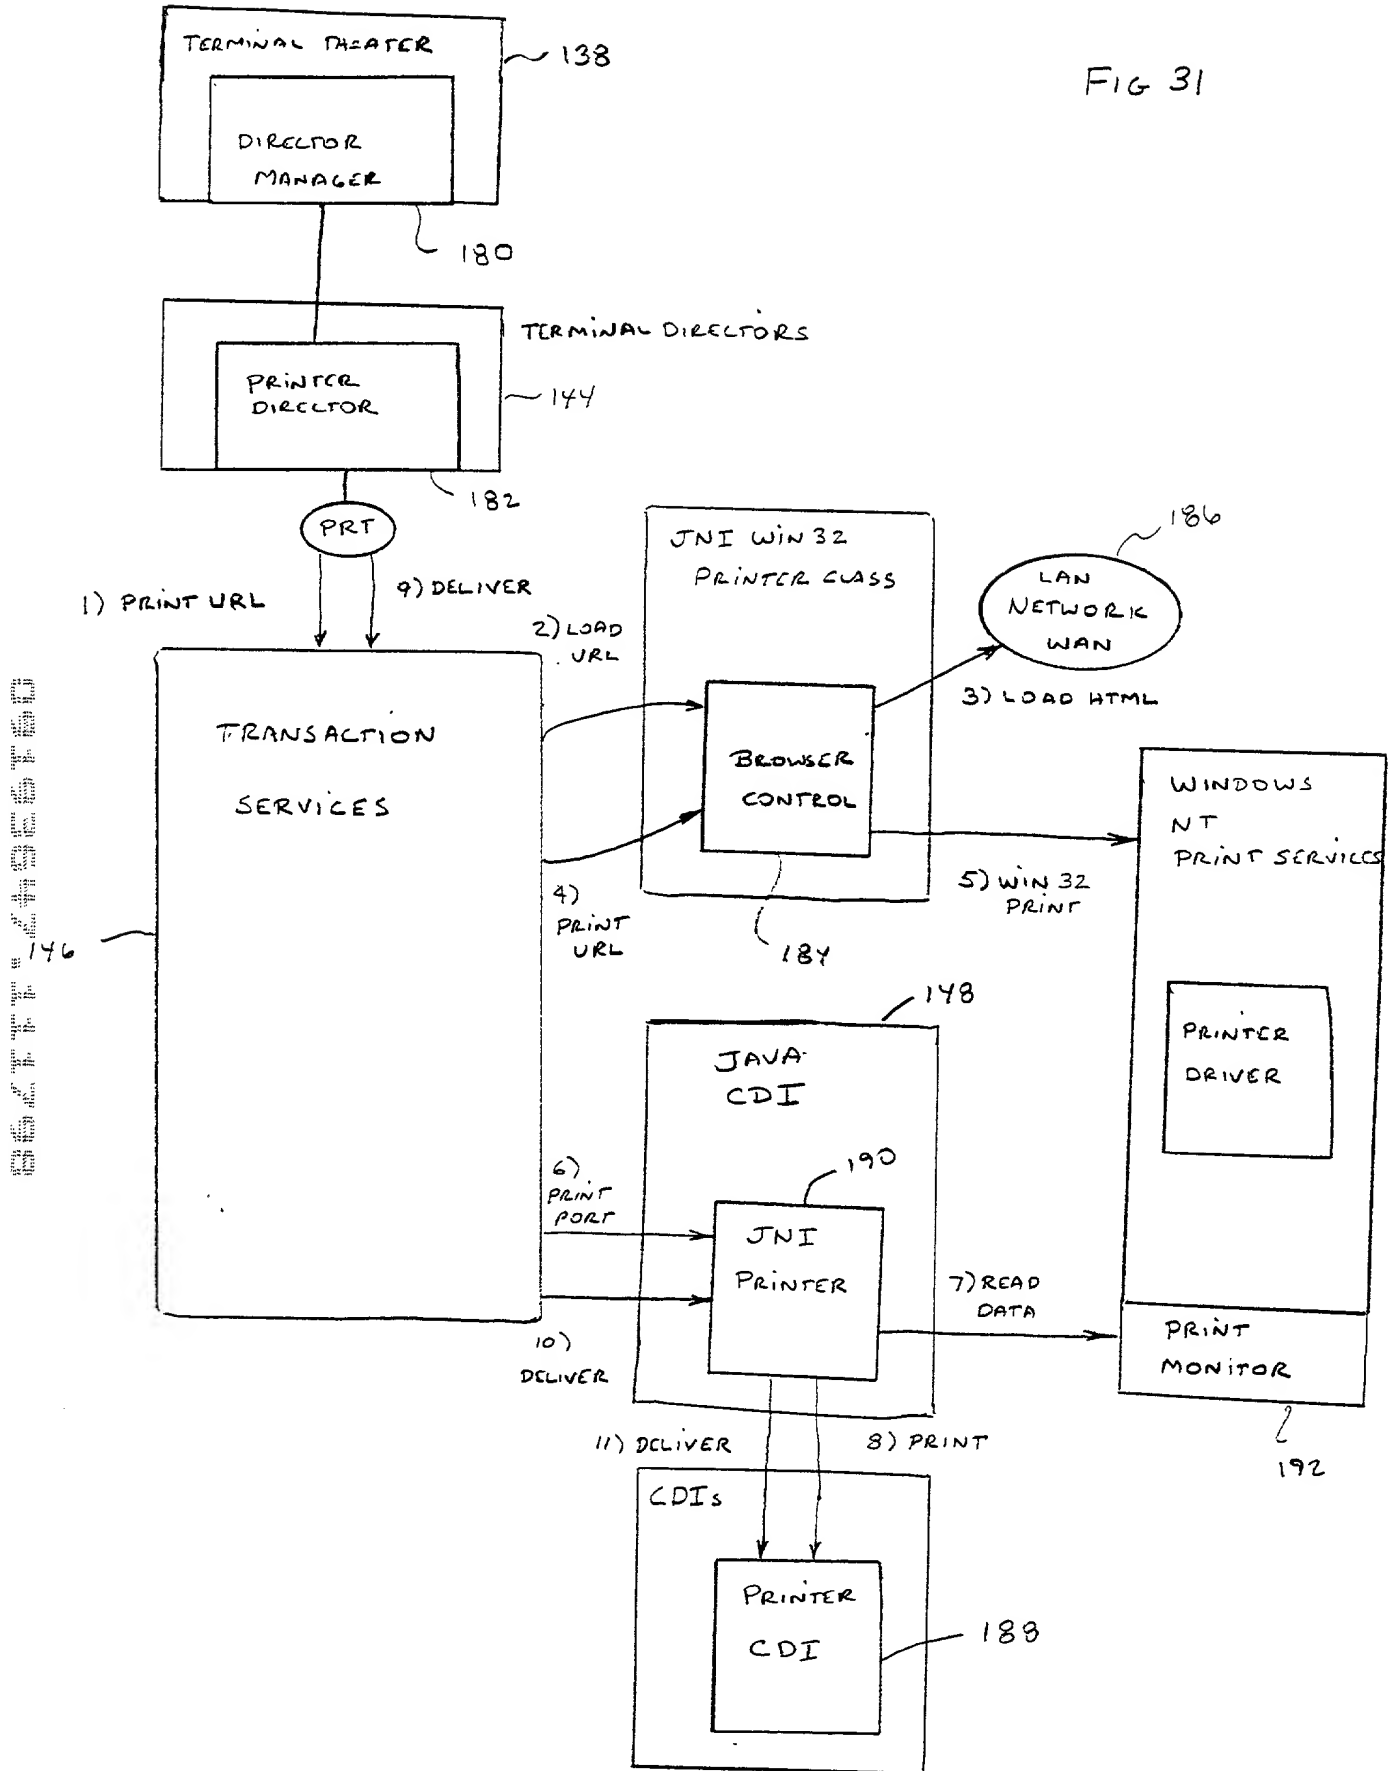 FIG 31
TERMINAL THEATER
138
DIRECTOR
MANAGER
180
TERMINAL DIRECTORS
PRINTER
DIRECTOR
144
182
PRT
1) PRINT URL
9) DELIVER
TRANSACTION
SERVICES
146
2) LOAD
URL
JNI WIN 32
PRINTER CLASS
BROWSER
CONTROL
184
186
LAN
NETWORK
WAN
3) LOAD HTML
4)
PRINT
URL
5) WIN 32
PRINT
WINDOWS
NT
PRINT SERVICES
PRINTER
DRIVER
148
JAVA
CDI
190
JNI
PRINTER
6)
PRINT
PORT
7) READ
DATA
10)
DELIVER
PRINT
MONITOR
192
11) DELIVER
8) PRINT
CDIs
PRINTER
CDI
188